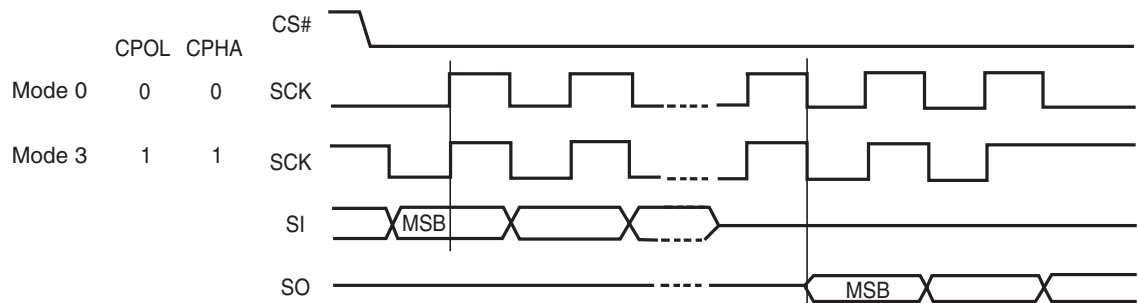 CS#
CPOL CPHA
Mode 0 0 0 SCK
Mode 3 1 1 SCK
SI MSB
SO MSB